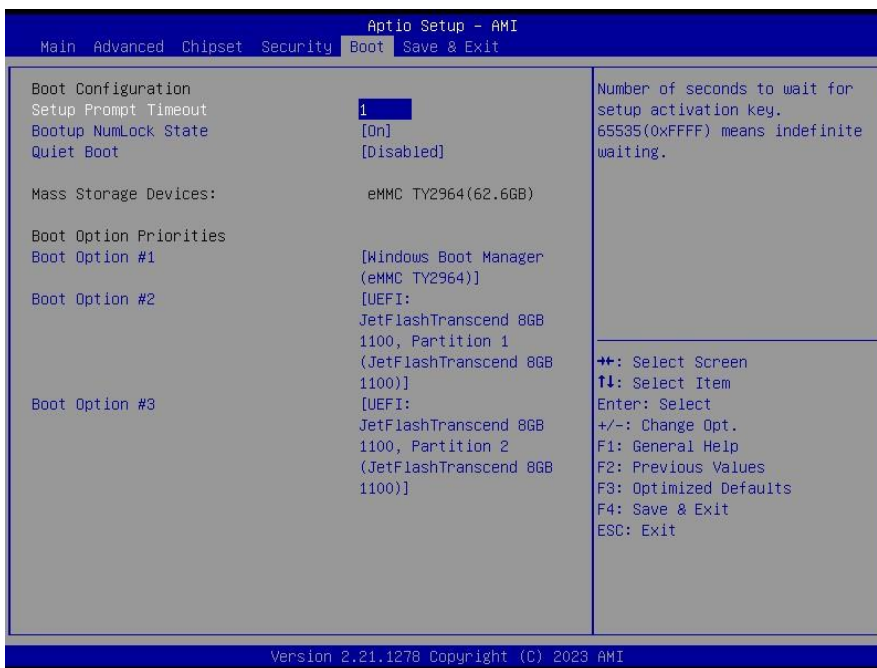 Aptio Setup - AMI
Main Advanced Chipset Security Boot Save & Exit
Boot Configuration
Setup Prompt Timeout 1
Bootup NumLock State [On]
Quiet Boot [Disabled]
Mass Storage Devices: eMMC TY2964(62.6GB)
Boot Option Priorities
Boot Option #1 [Windows Boot Manager
(eMMC TY2964)]
Boot Option #2 [UEFI:
JetFlashTranscend 8GB
1100, Partition 1
(JetFlashTranscend 8GB
1100)]
Boot Option #3 [UEFI:
JetFlashTranscend 8GB
1100, Partition 2
(JetFlashTranscend 8GB
1100)]
Number of seconds to wait for
setup activation key.
65535(0xFFFF) means indefinite
waiting.
→←: Select Screen
↑↓: Select Item
Enter: Select
+/-: Change Opt.
F1: General Help
F2: Previous Values
F3: Optimized Defaults
F4: Save & Exit
ESC: Exit
Version 2.21.1278 Copyright (C) 2023 AMI